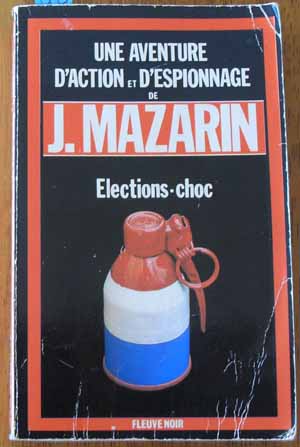 UNE AVENTURE
D'ACTION ET D'ESPIONNAGE
DE
J. MAZARIN
Elections-choc
FLEUVE NOIR